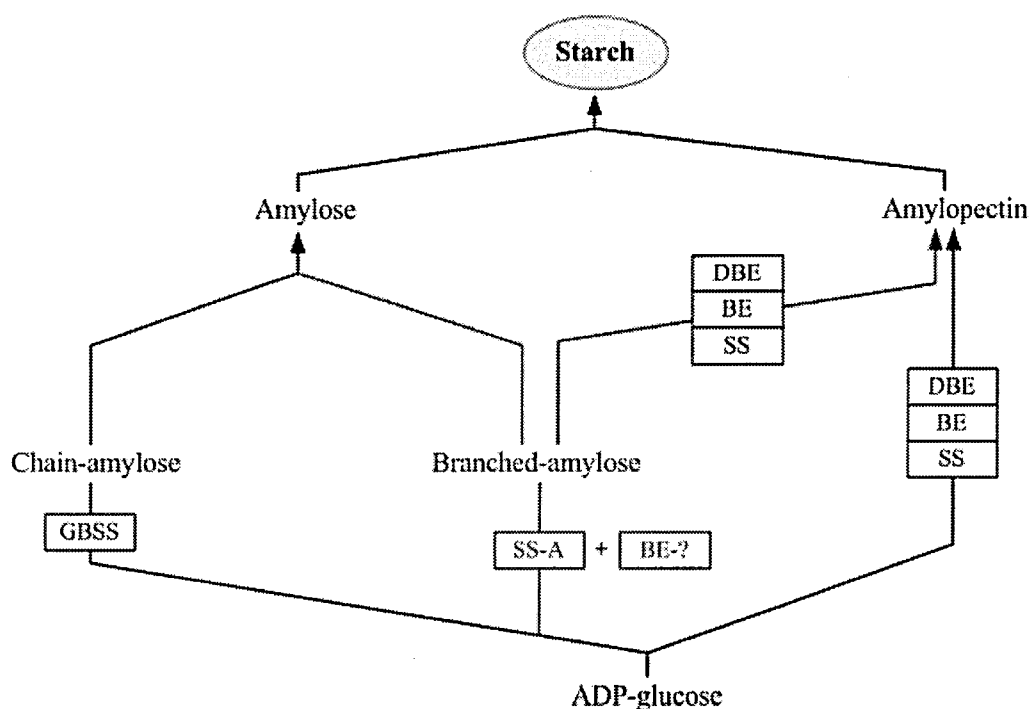 Starch
Amylose
Amylopectin
DBE
BE
SS
DBE
BE
SS
Chain-amylose
Branched-amylose
GBSS
SS-A + BE-?
ADP-glucose